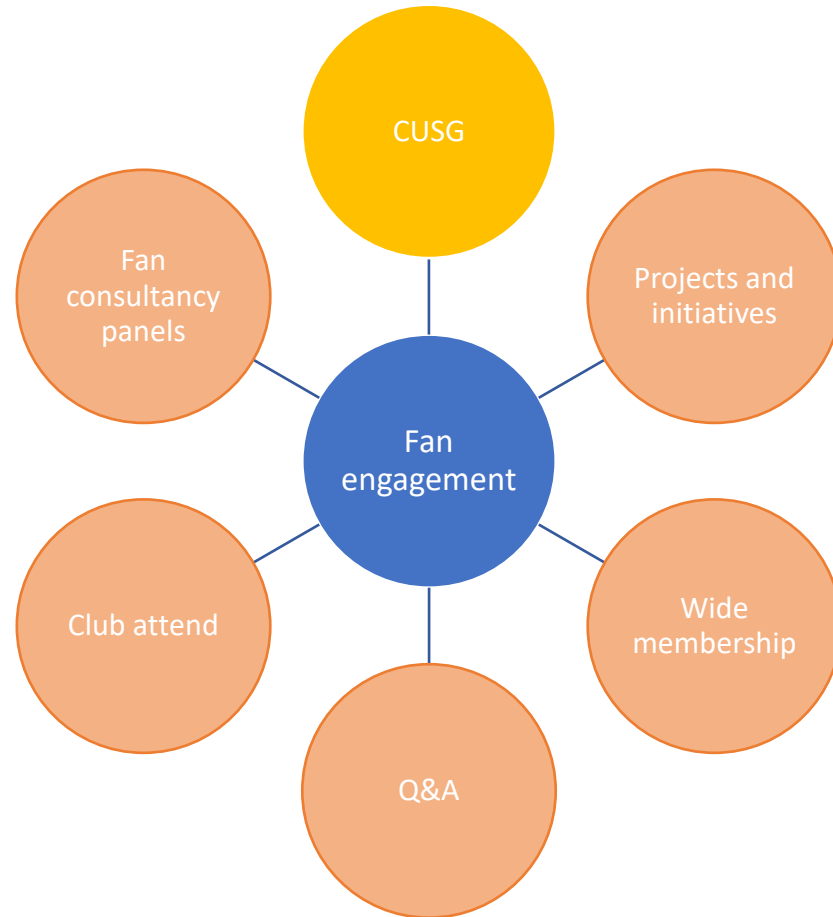 CUSG
Fan
consultancy
panels
Projects and
initiatives
Fan
engagement
Club attend
Wide
membership
Q&A